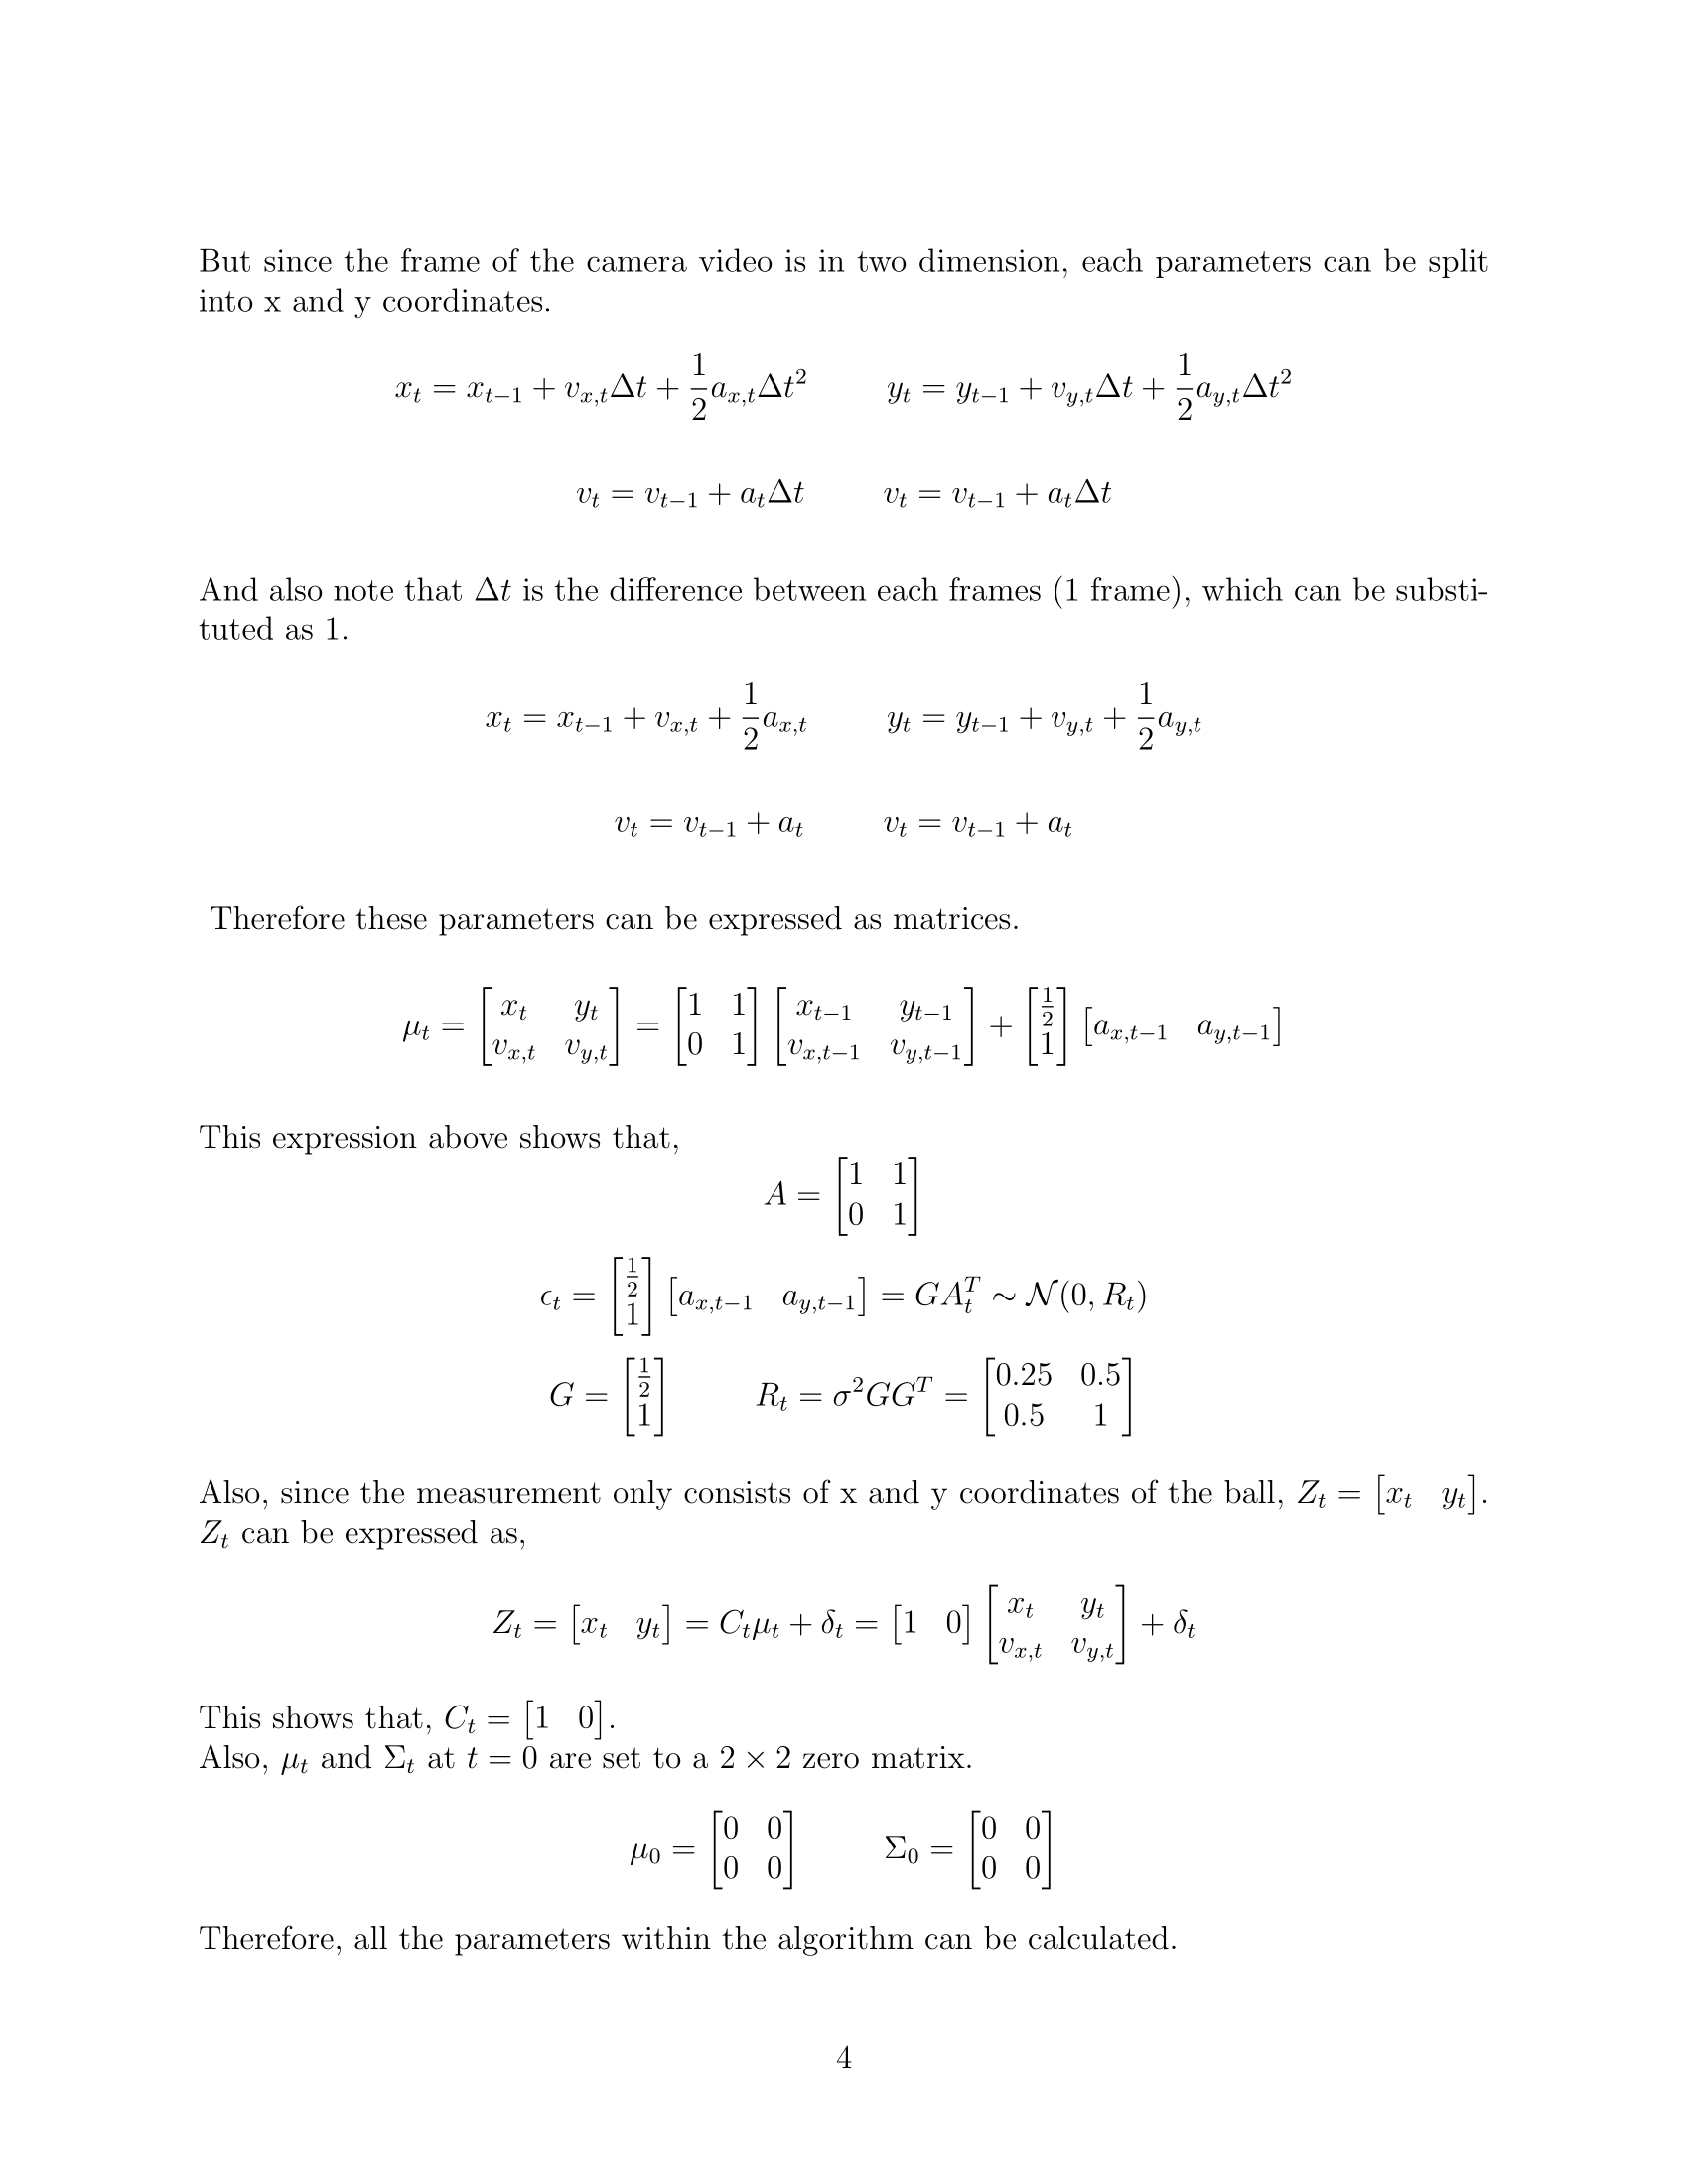 But since the frame of the camera video is in two dimension, each parameters can be split
into x and y coordinates.
$x_t = x_{t-1} + v_{x,t}\Delta t + \frac{1}{2}a_{x,t}\Delta t^2 \qquad y_t = y_{t-1} + v_{y,t}\Delta t + \frac{1}{2}a_{y,t}\Delta t^2$
$v_t = v_{t-1} + a_t\Delta t \qquad v_t = v_{t-1} + a_t\Delta t$
And also note that $\Delta t$ is the difference between each frames (1 frame), which can be substi-
tuted as 1.
$x_t = x_{t-1} + v_{x,t} + \frac{1}{2}a_{x,t} \qquad y_t = y_{t-1} + v_{y,t} + \frac{1}{2}a_{y,t}$
$v_t = v_{t-1} + a_t \qquad v_t = v_{t-1} + a_t$
Therefore these parameters can be expressed as matrices.
$\mu_t = \begin{bmatrix} x_t & y_t \\ v_{x,t} & v_{y,t} \end{bmatrix} = \begin{bmatrix} 1 & 1 \\ 0 & 1 \end{bmatrix} \begin{bmatrix} x_{t-1} & y_{t-1} \\ v_{x,t-1} & v_{y,t-1} \end{bmatrix} + \begin{bmatrix} \frac{1}{2} \\ 1 \end{bmatrix} \begin{bmatrix} a_{x,t-1} & a_{y,t-1} \end{bmatrix}$
This expression above shows that,
$A = \begin{bmatrix} 1 & 1 \\ 0 & 1 \end{bmatrix}$
$\epsilon_t = \begin{bmatrix} \frac{1}{2} \\ 1 \end{bmatrix} \begin{bmatrix} a_{x,t-1} & a_{y,t-1} \end{bmatrix} = GA_t^T \sim \mathcal{N}(0, R_t)$
$G = \begin{bmatrix} \frac{1}{2} \\ 1 \end{bmatrix} \qquad R_t = \sigma^2 GG^T = \begin{bmatrix} 0.25 & 0.5 \\ 0.5 & 1 \end{bmatrix}$
Also, since the measurement only consists of x and y coordinates of the ball, $Z_t = \begin{bmatrix} x_t & y_t \end{bmatrix}$.
$Z_t$ can be expressed as,
$Z_t = \begin{bmatrix} x_t & y_t \end{bmatrix} = C_t\mu_t + \delta_t = \begin{bmatrix} 1 & 0 \end{bmatrix} \begin{bmatrix} x_t & y_t \\ v_{x,t} & v_{y,t} \end{bmatrix} + \delta_t$
This shows that, $C_t = \begin{bmatrix} 1 & 0 \end{bmatrix}$.
Also, $\mu_t$ and $\Sigma_t$ at $t = 0$ are set to a $2 \times 2$ zero matrix.
$\mu_0 = \begin{bmatrix} 0 & 0 \\ 0 & 0 \end{bmatrix} \qquad \Sigma_0 = \begin{bmatrix} 0 & 0 \\ 0 & 0 \end{bmatrix}$
Therefore, all the parameters within the algorithm can be calculated.
4